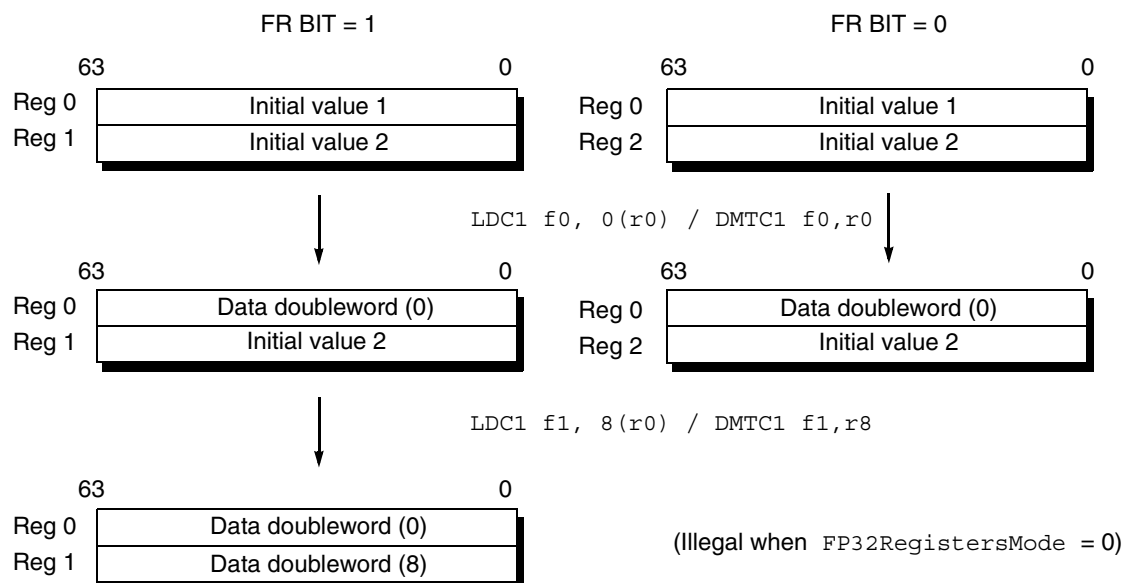 FR BIT = 1
FR BIT = 0
63 0
63 0
Reg 0 Initial value 1
Reg 0 Initial value 1
Reg 1 Initial value 2
Reg 2 Initial value 2
LDC1 f0, 0(r0) / DMTC1 f0,r0
63 0
63 0
Reg 0 Data doubleword (0)
Reg 0 Data doubleword (0)
Reg 1 Initial value 2
Reg 2 Initial value 2
LDC1 f1, 8(r0) / DMTC1 f1,r8
63 0
Reg 0 Data doubleword (0)
Reg 1 Data doubleword (8)
(Illegal when FP32RegistersMode = 0)